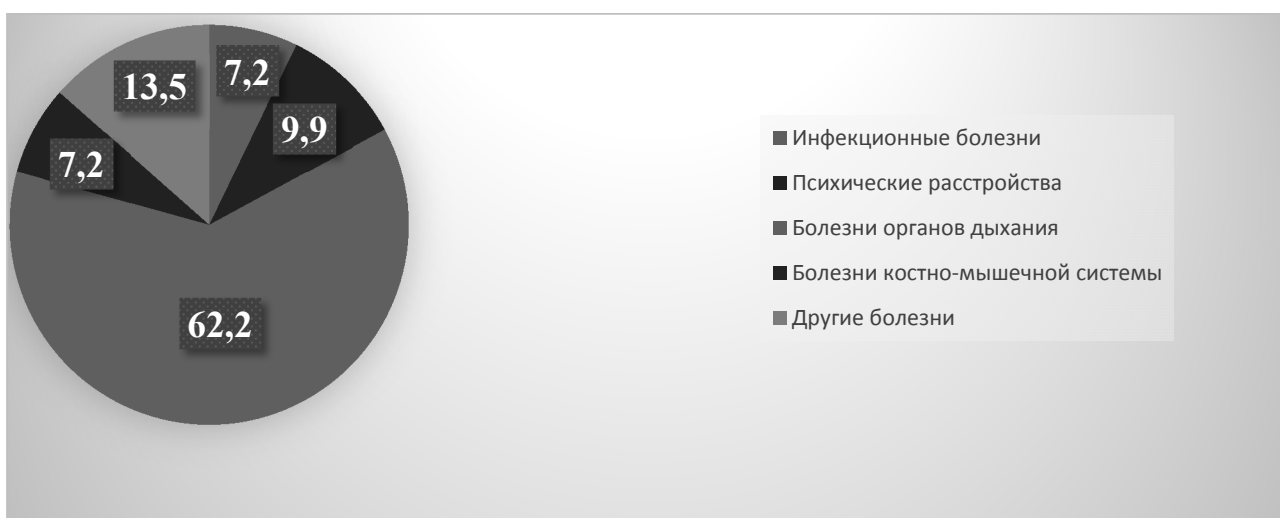 13,5
7,2
9,9
7,2
62,2
Инфекционные болезни
Психические расстройства
Болезни органов дыхания
Болезни костно-мышечной системы
Другие болезни